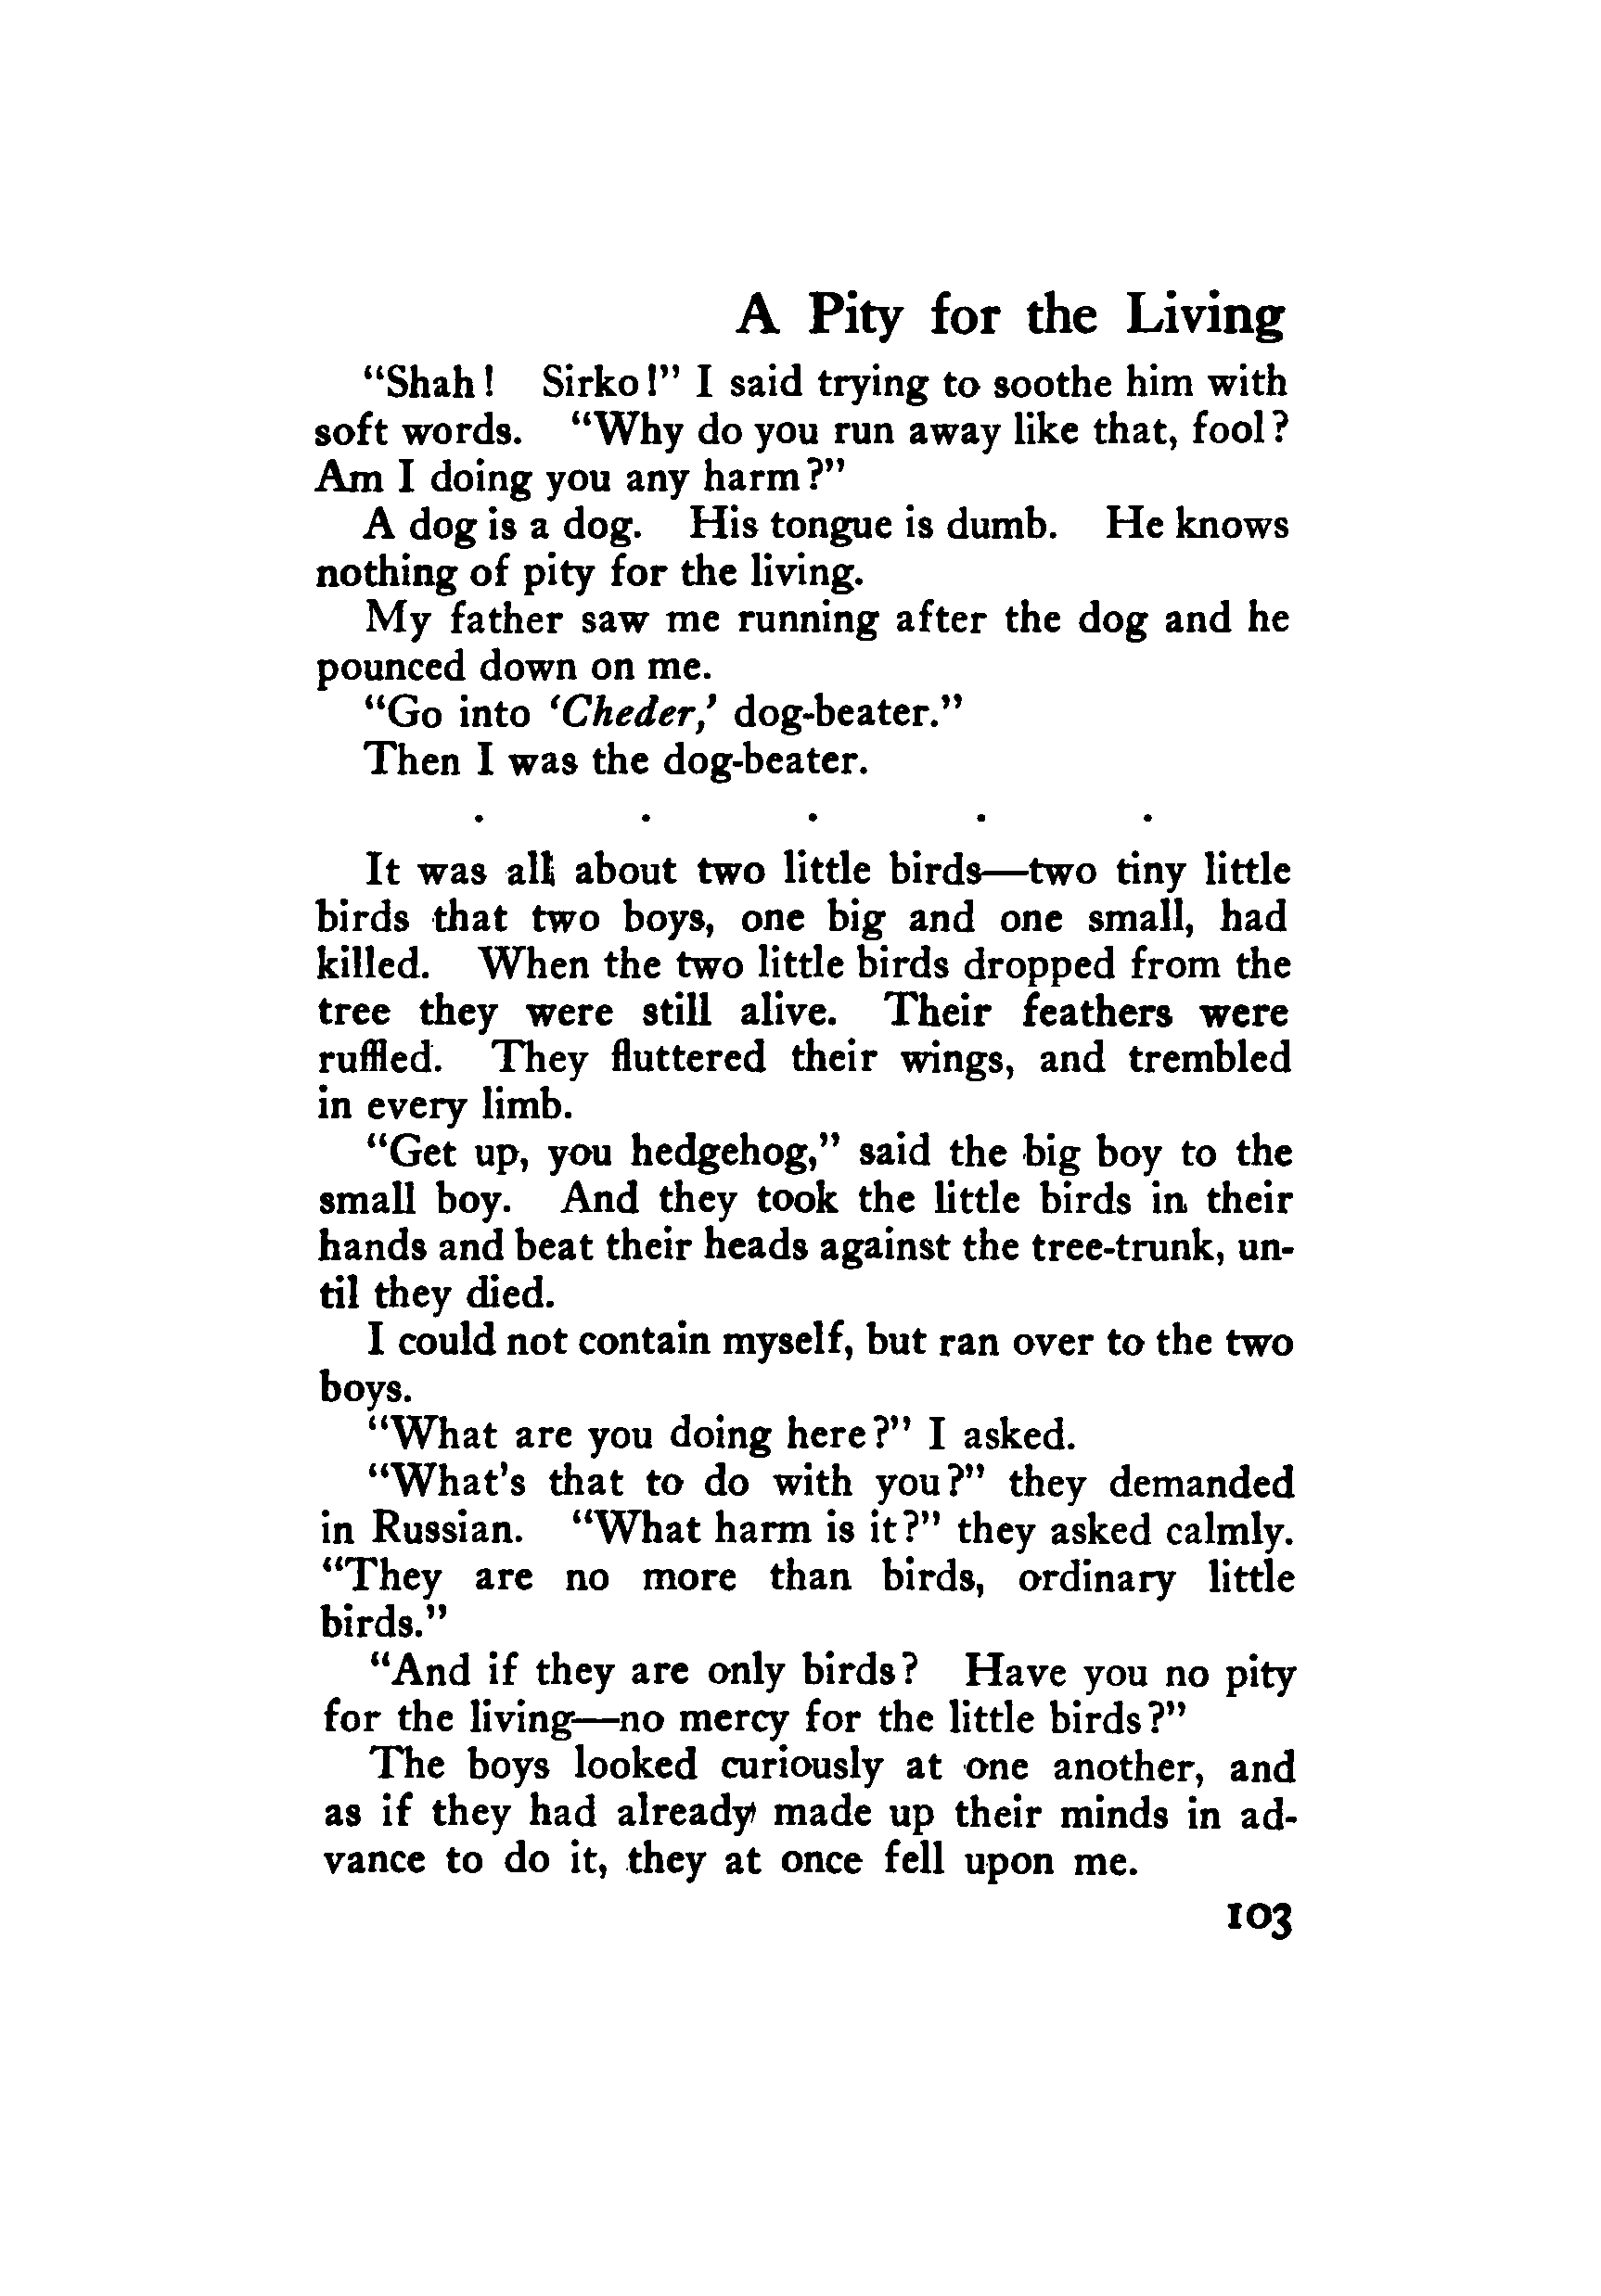 A Pity for the Living
“Shah! Sirko!” I said trying to soothe him with
soft words. “Why do you run away like that, fool?
Am I doing you any harm?”
A dog is a dog. His tongue is dumb. He knows
nothing of pity for the living.
My father saw me running after the dog and he
pounced down on me.
“Go into ‘Cheder,’ dog-beater.”
Then I was the dog-beater.
. . . . .
It was all about two little birds—two tiny little
birds that two boys, one big and one small, had
killed. When the two little birds dropped from the
tree they were still alive. Their feathers were
ruffled. They fluttered their wings, and trembled
in every limb.
“Get up, you hedgehog,” said the big boy to the
small boy. And they took the little birds in their
hands and beat their heads against the tree-trunk, un-
til they died.
I could not contain myself, but ran over to the two
boys.
“What are you doing here?” I asked.
“What’s that to do with you?” they demanded
in Russian. “What harm is it?” they asked calmly.
“They are no more than birds, ordinary little
birds.”
“And if they are only birds? Have you no pity
for the living—no mercy for the little birds?”
The boys looked curiously at one another, and
as if they had already made up their minds in ad-
vance to do it, they at once fell upon me.
103